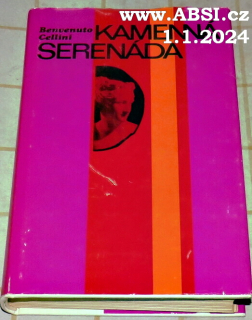 www.ABSI.cz
Benvenuto
Cellini
KAMENNÁ
SERENÁDA
1.1.2024